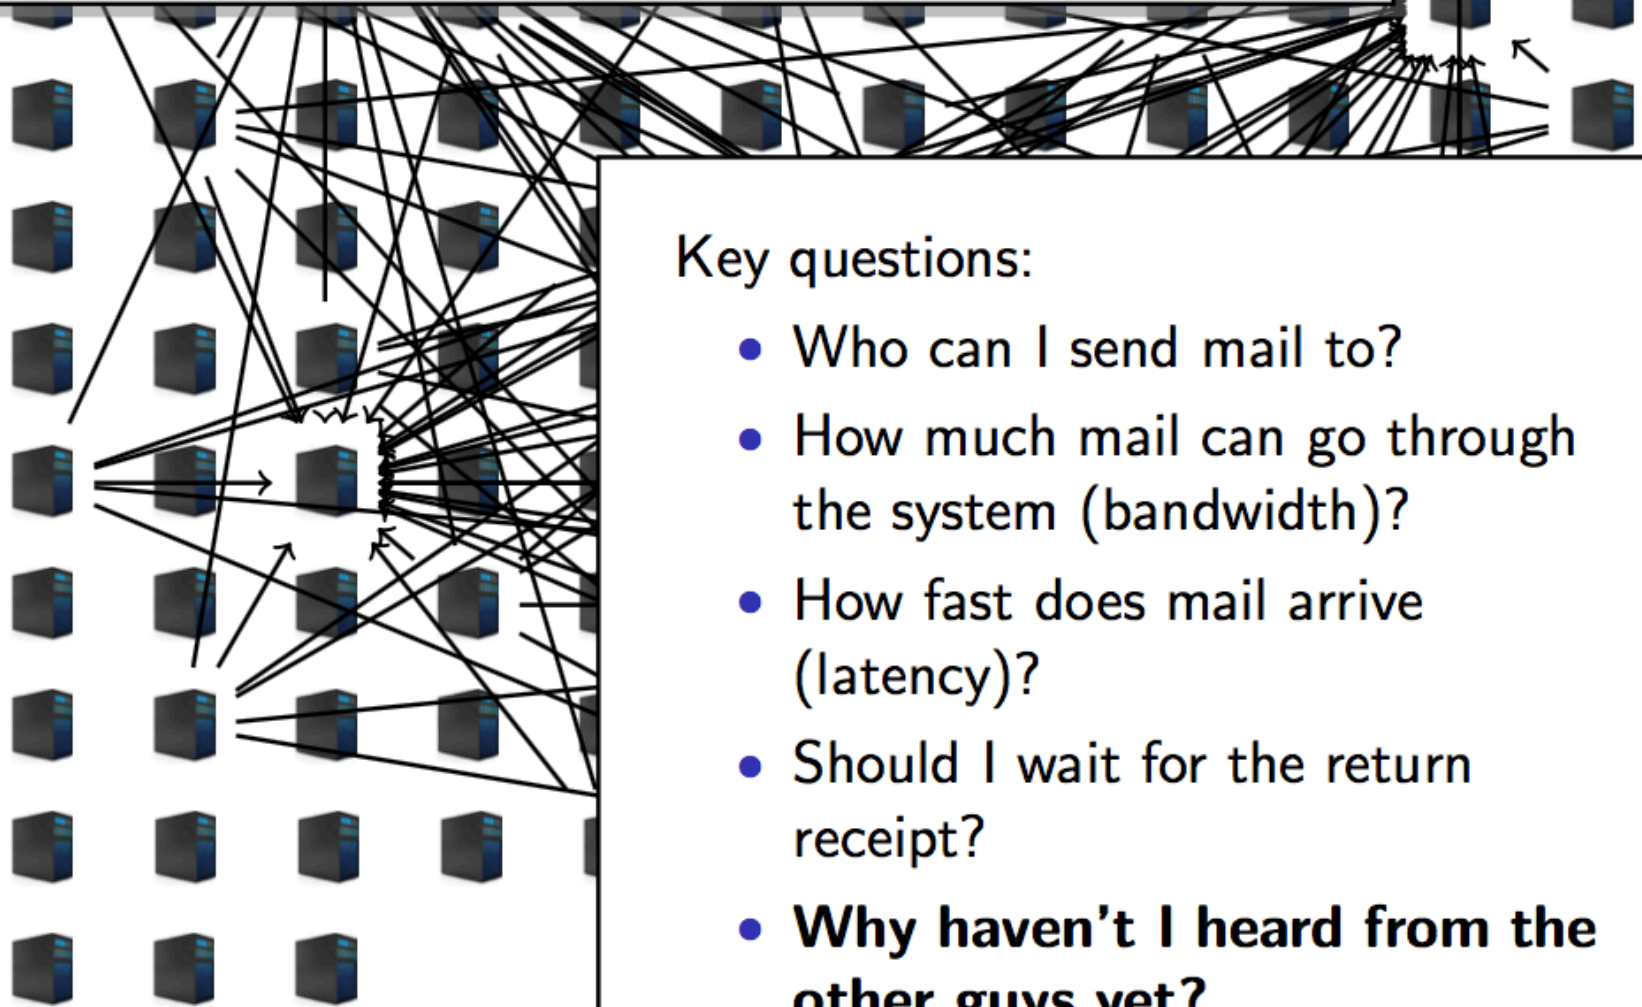 Key questions:
• Who can I send mail to?
• How much mail can go through
the system (bandwidth)?
• How fast does mail arrive
(latency)?
• Should I wait for the return
receipt?
• Why haven't I heard from the
other guys yet?